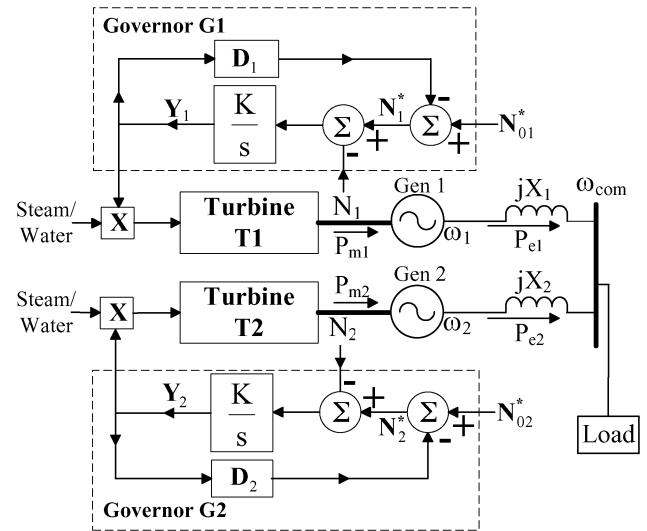 Governor G1
D₁
Y₁
K
s
Σ
N₁*
Σ
N₀₁*
- + - +
Steam/
Water
X
Turbine
T1
N₁
Pm1
Gen 1
ω₁
jX₁
Pe1
ωcom
Steam/
Water
X
Turbine
T2
Pm2
N₂
Gen 2
ω₂
jX₂
Pe2
Y₂
K
s
Σ
N₂*
Σ
N₀₂*
- + - +
D₂
Governor G2
Load